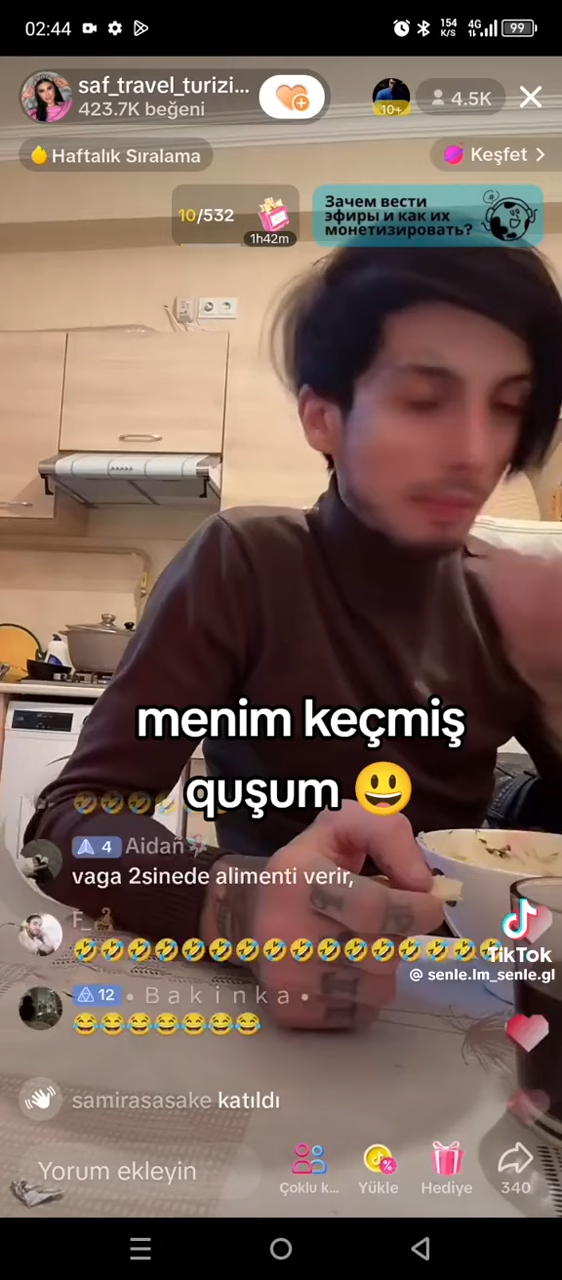 02:44
154
K/S
4G
99
saf_travel_turizi...
423.7K beğeni
10+
4.5K
Haftalık Sıralama
Keşfet
10/532
1h42m
Зачем вести
эфиры и как их
монетизировать?
menim keçmiş
quşum 😃
🤣🤣🤣
4 Aidañ
vaga 2sinede alimenti verir,
F_
🤣🤣🤣🤣🤣🤣🤣🤣🤣🤣🤣🤣🤣🤣🤣🤣
TikTok
@ senle.lm_senle.gl
12 • B a k i n k a •
😂😂😂😂😂😂😂
samirasasake katıldı
Yorum ekleyin
Çoklu k...
Yükle
Hediye
340